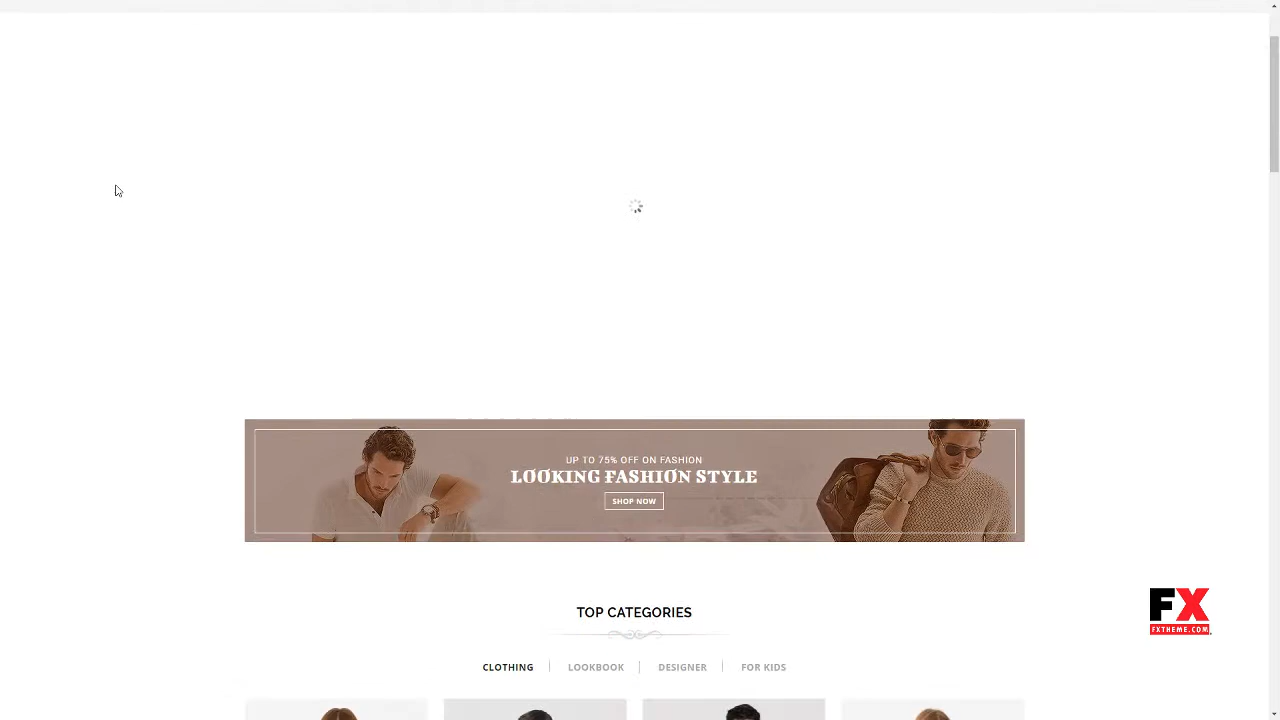 UP TO 75% OFF ON FASHION
LOOKING FASHION STYLE
SHOP NOW
TOP CATEGORIES
CLOTHING LOOKBOOK DESIGNER FOR KIDS
FX
FXTHEME.COM